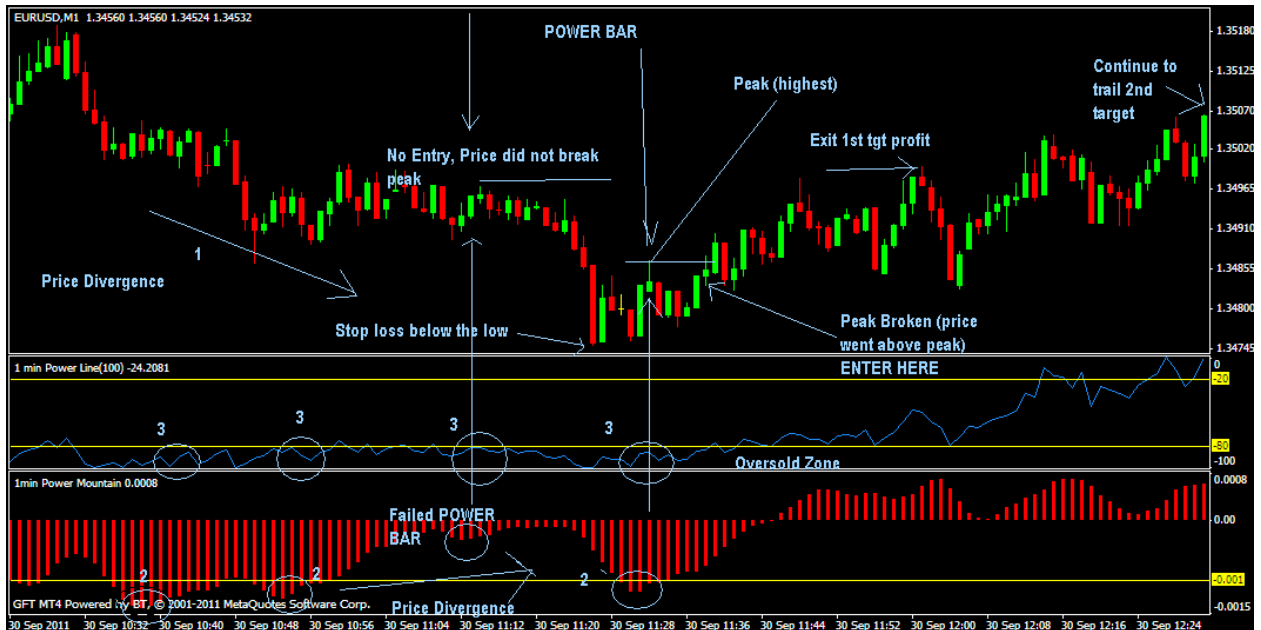 EURUSD,M1 1.34560 1.34560 1.34524 1.34532
POWER BAR
Peak (highest)
Continue to
trail 2nd
target
No Entry, Price did not break
peak
Exit 1st tgt profit
1
Price Divergence
Stop loss below the low
Peak Broken (price
went above peak)
ENTER HERE
1.35180
1.35125
1.35070
1.35020
1.34965
1.34910
1.34855
1.34800
1.34745
1 min Power Line(100) -24.2081
3
3
3
3
Oversold Zone
0
-20
-80
-100
1min Power Mountain 0.0008
Failed POWER
BAR
2
2
2
Price Divergence
0.0008
0.00
-0.001
-0.0015
GFT MT4 Powered by BT, © 2001-2011 MetaQuotes Software Corp.
30 Sep 2011 30 Sep 10:32 30 Sep 10:40 30 Sep 10:48 30 Sep 10:56 30 Sep 11:04 30 Sep 11:12 30 Sep 11:20 30 Sep 11:28 30 Sep 11:36 30 Sep 11:44 30 Sep 11:52 30 Sep 12:00 30 Sep 12:08 30 Sep 12:16 30 Sep 12:24